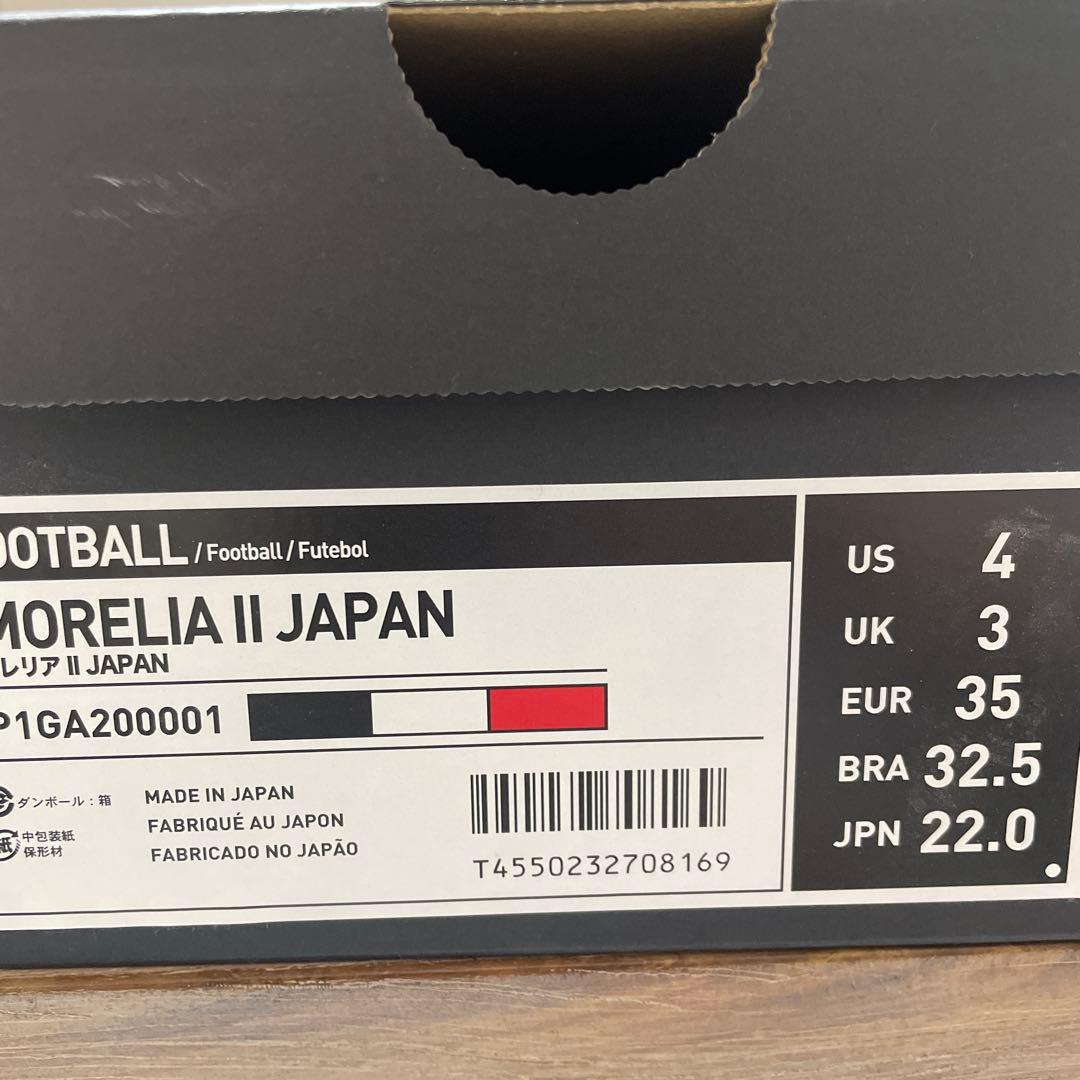 OOTBALL / Football / Futebol
MORELIA II JAPAN
レリア II JAPAN
P1GA200001
ダンボール：箱
紙 中包装紙
保形材
MADE IN JAPAN
FABRIQUÉ AU JAPON
FABRICADO NO JAPÃO
T4550232708169
US 4
UK 3
EUR 35
BRA 32.5
JPN 22.0